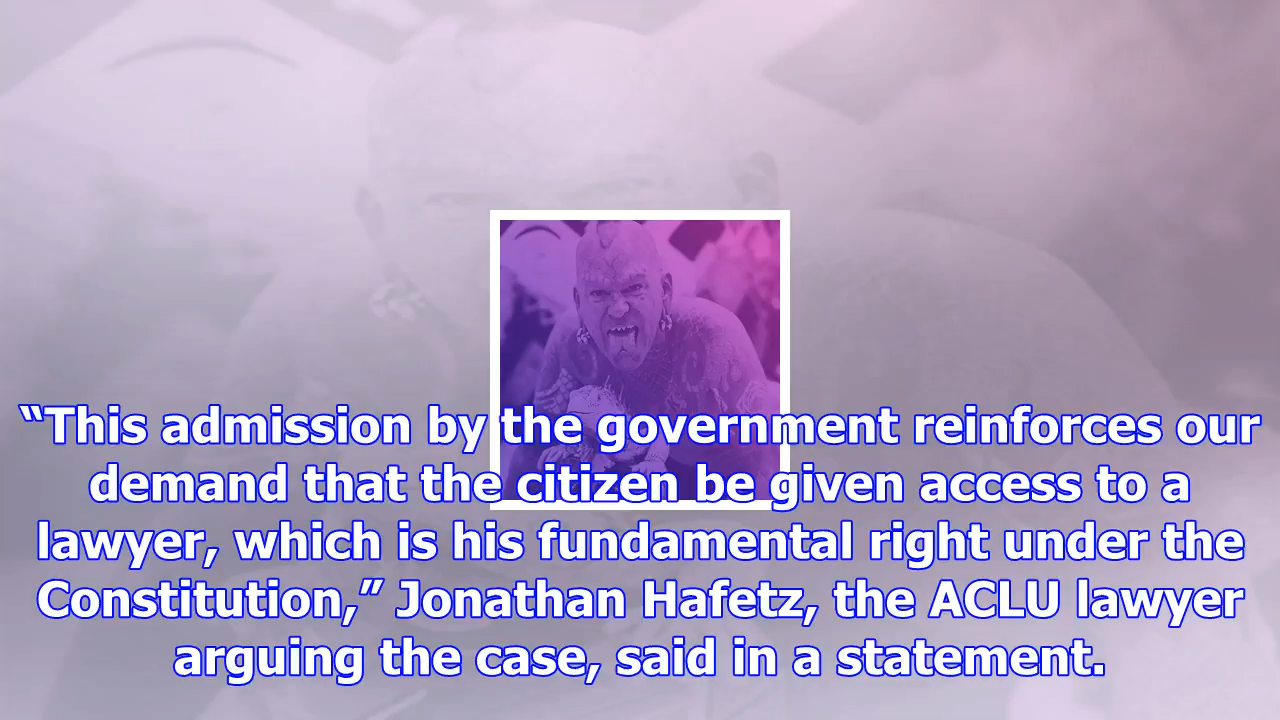 “This admission by the government reinforces our
demand that the citizen be given access to a
lawyer, which is his fundamental right under the
Constitution,” Jonathan Hafetz, the ACLU lawyer
arguing the case, said in a statement.